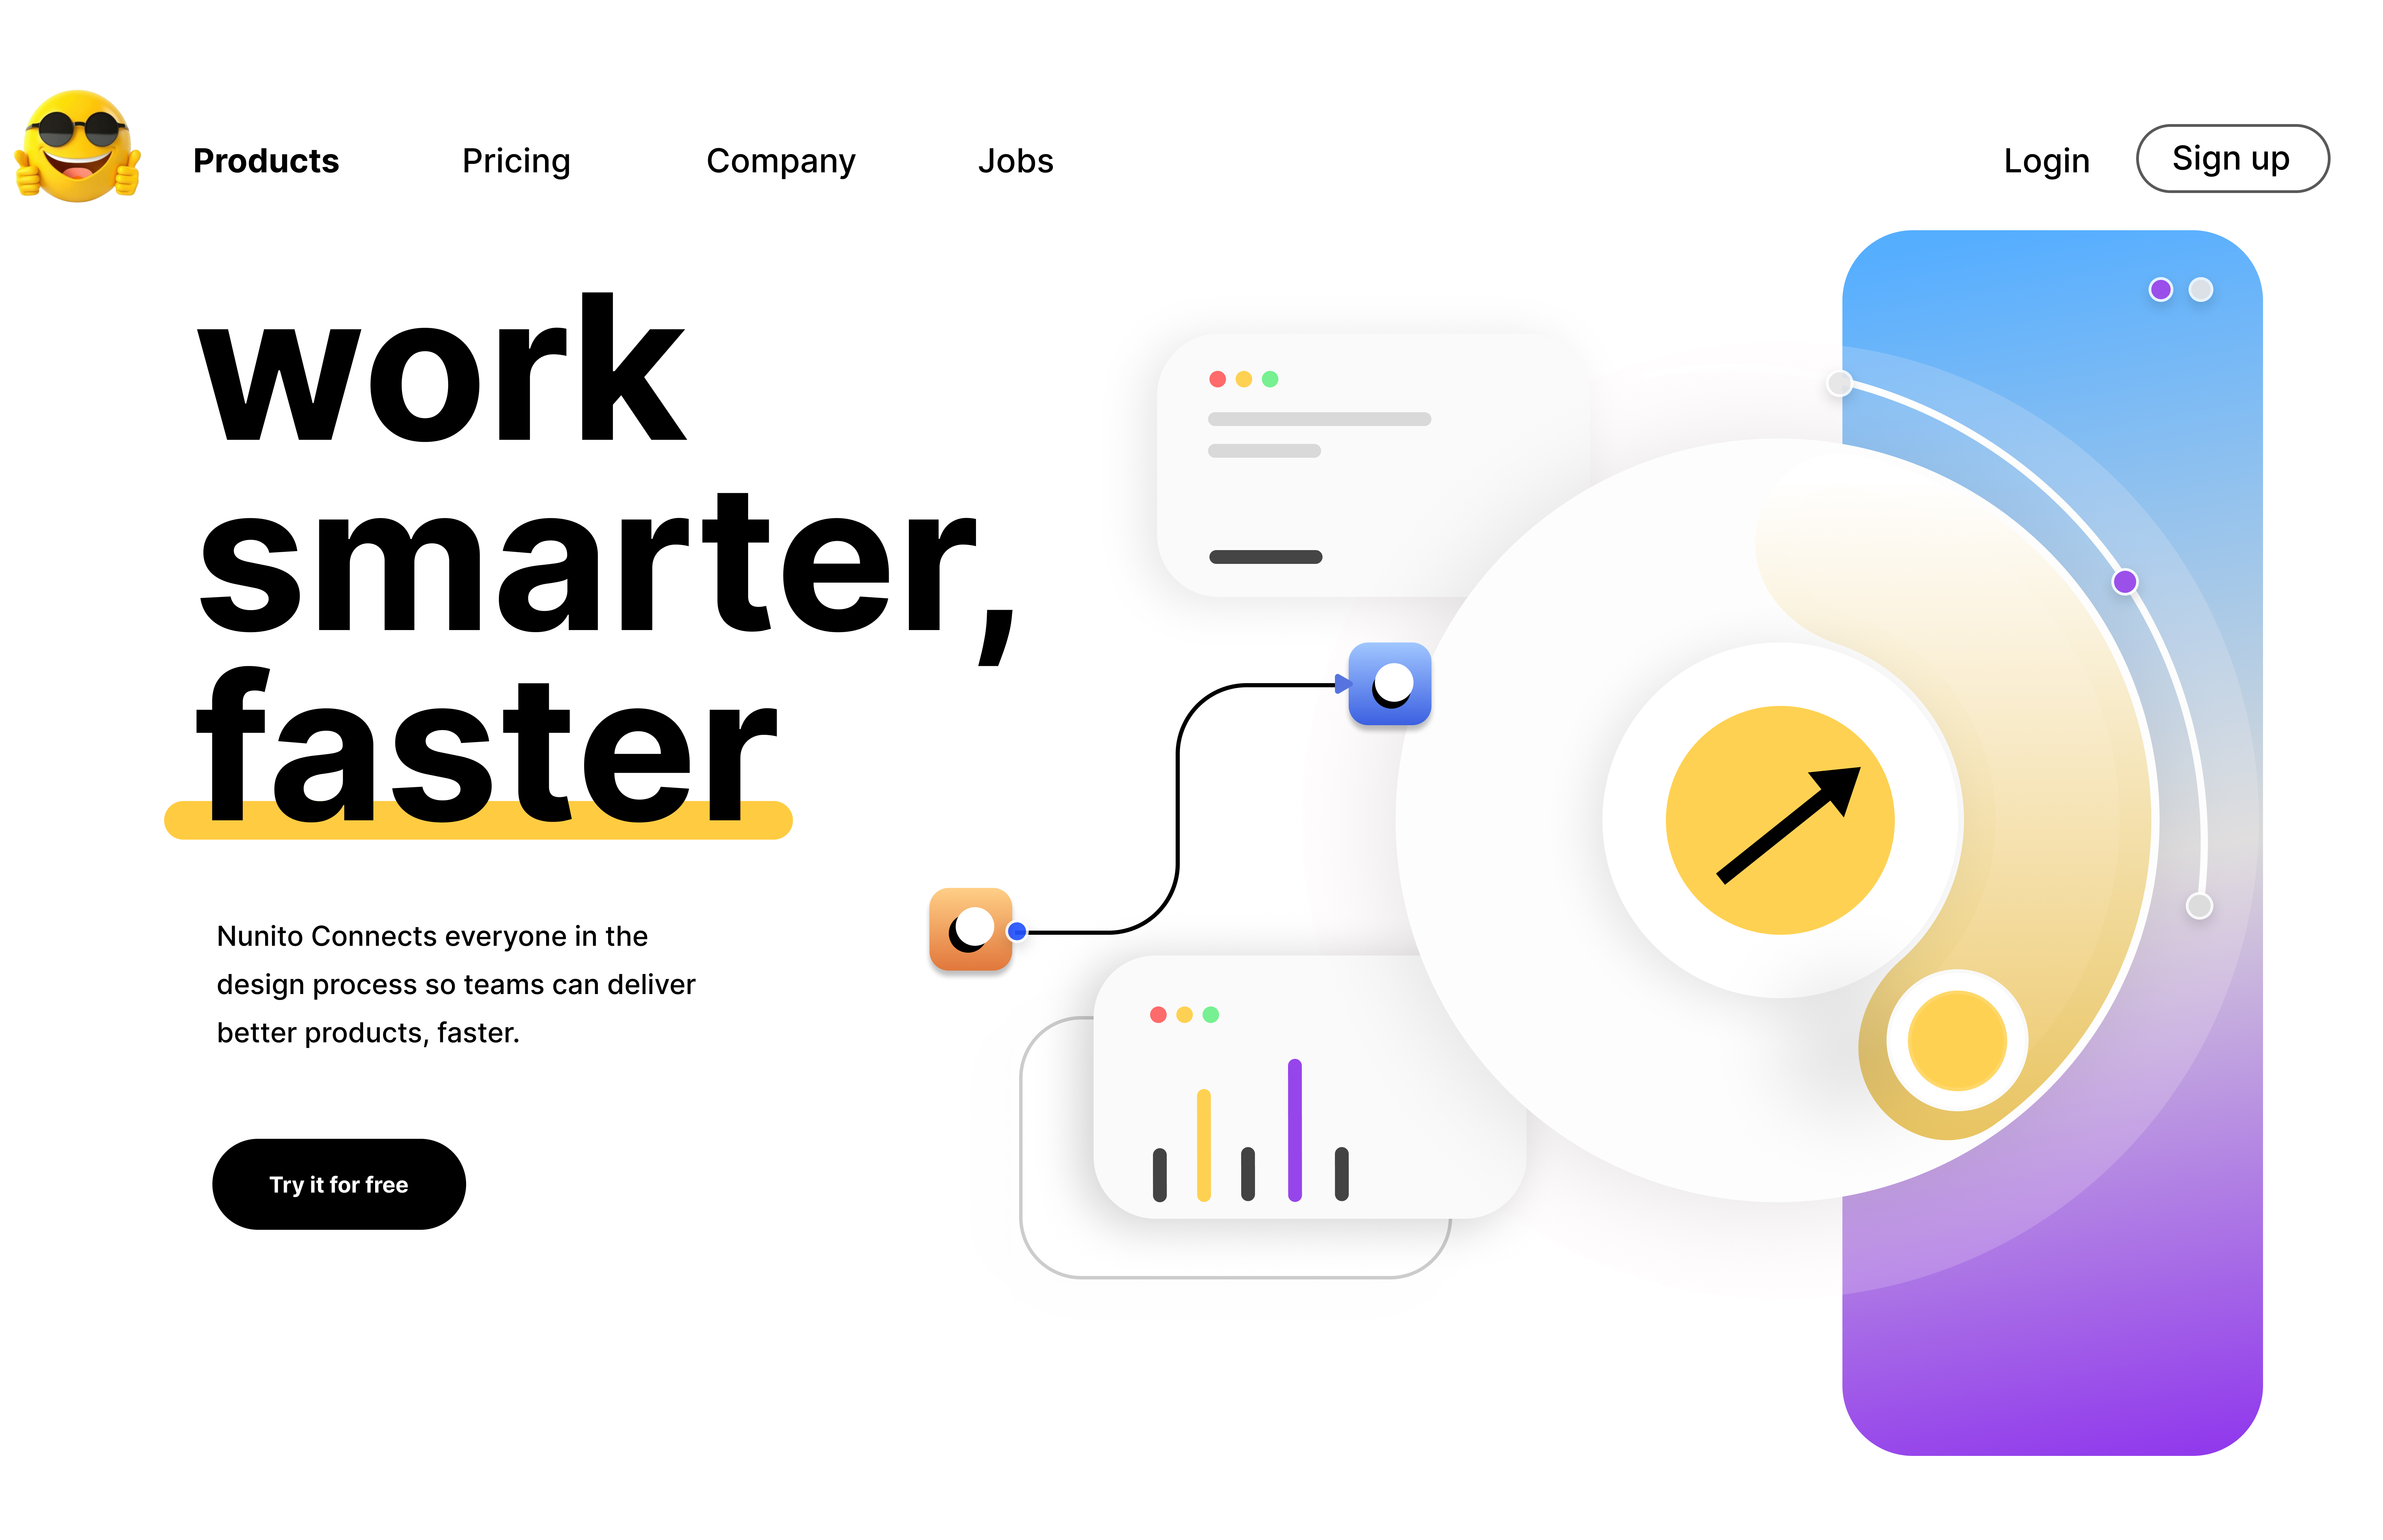 Products
Pricing
Company
Jobs
Login
Sign up
work
smarter,
faster
Nunito Connects everyone in the
design process so teams can deliver
better products, faster.
Try it for free